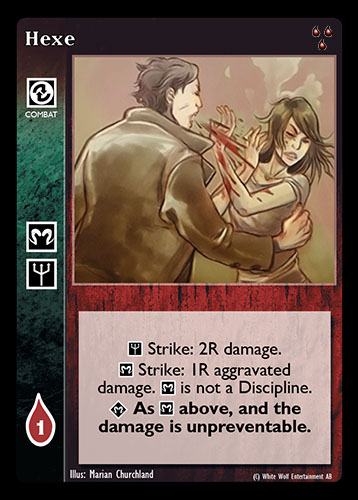 Hexe
COMBAT
Strike: 2R damage.
Strike: 1R aggravated
damage. is not a Discipline.
As above, and the
damage is unpreventable.
1
Illus: Marian Churchland
(C) White Wolf Entertainment AB